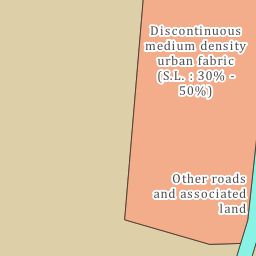 Discontinuous
medium density
urban fabric
(S.L. : 30% -
50%)
Other roads
and associated
land